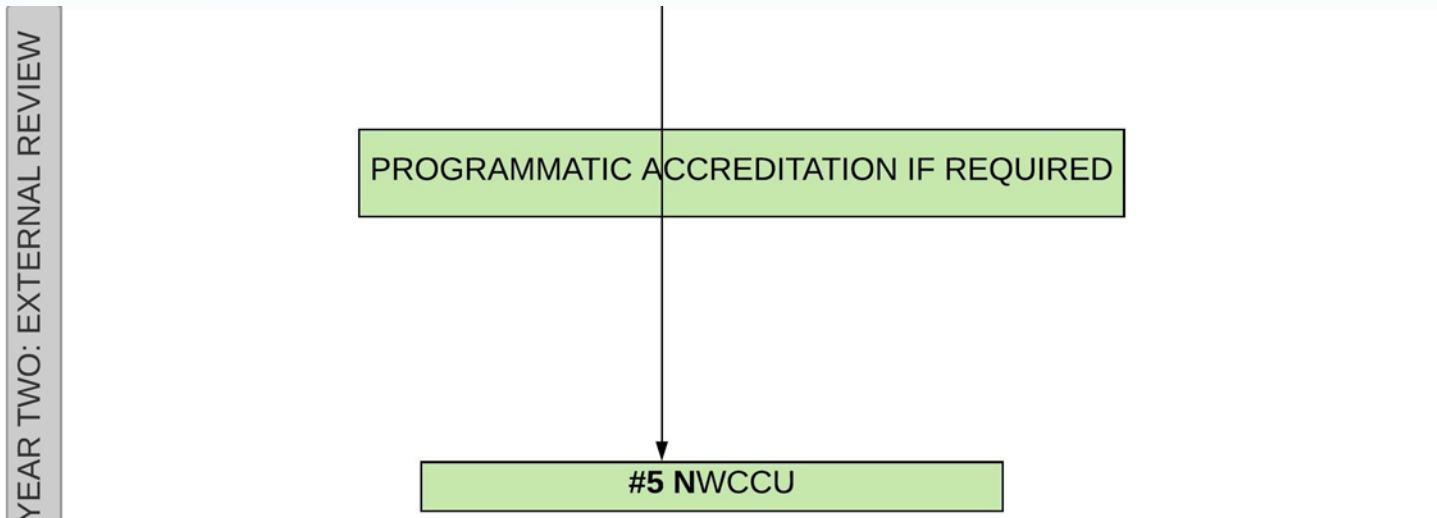 YEAR TWO: EXTERNAL REVIEW
PROGRAMMATIC ACCREDITATION IF REQUIRED
#5 NWCCU